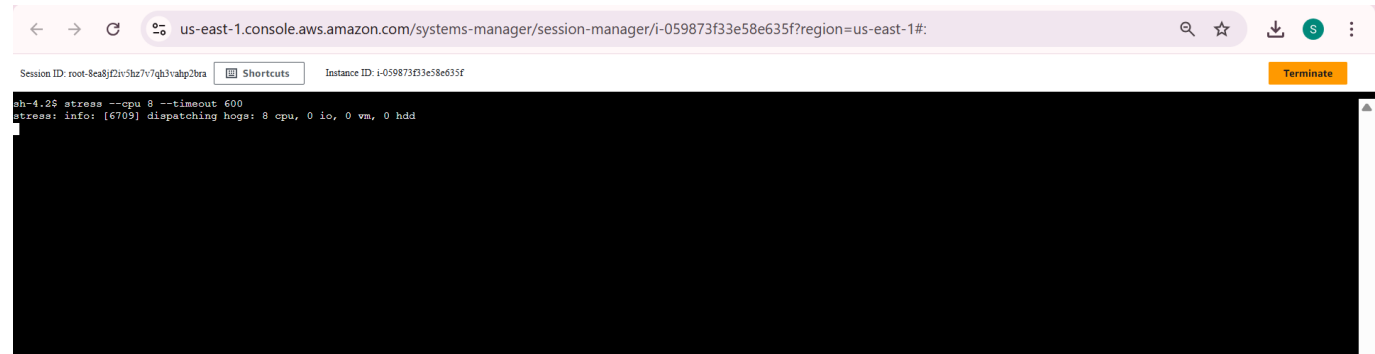 us-east-1.console.aws.amazon.com/systems-manager/session-manager/i-059873f33e58e635f?region=us-east-1#:
S
Session ID: root-8ea8jf2iv5hz7v7qh3vahp2bra Shortcuts Instance ID: i-059873f33e58e635f Terminate
sh-4.2$ stress --cpu 8 --timeout 600
stress: info: [6709] dispatching hogs: 8 cpu, 0 io, 0 vm, 0 hdd